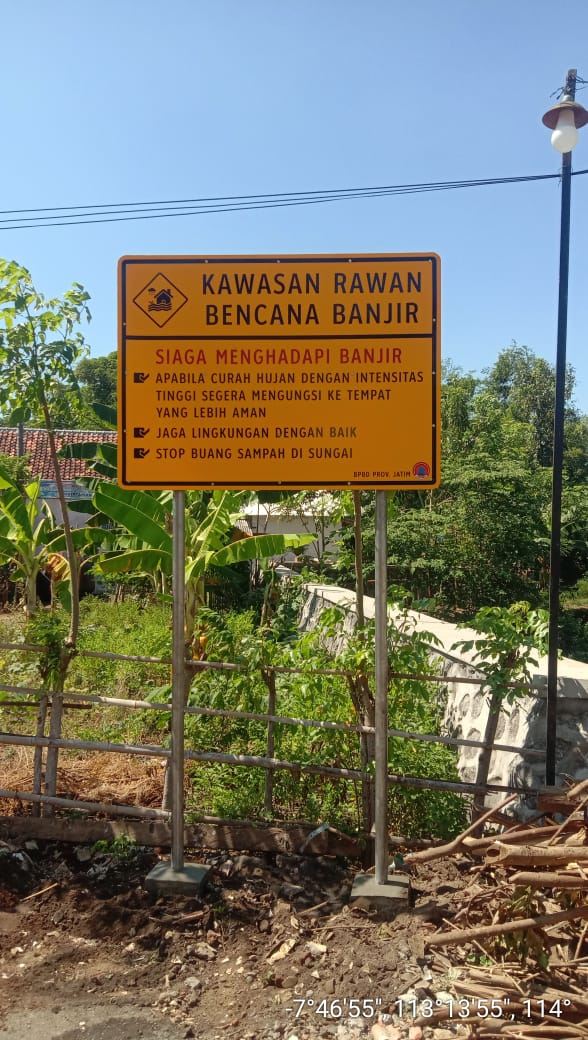 KAWASAN RAWAN
BENCANA BANJIR
SIAGA MENGHADAPI BANJIR
APABILA CURAH HUJAN DENGAN INTENSITAS
TINGGI SEGERA MENGUNGSI KE TEMPAT
YANG LEBIH AMAN
JAGA LINGKUNGAN DENGAN BAIK
STOP BUANG SAMPAH DI SUNGAI
BPBD PROV. JATIM
-7°46'55", 113°13'55", 114°